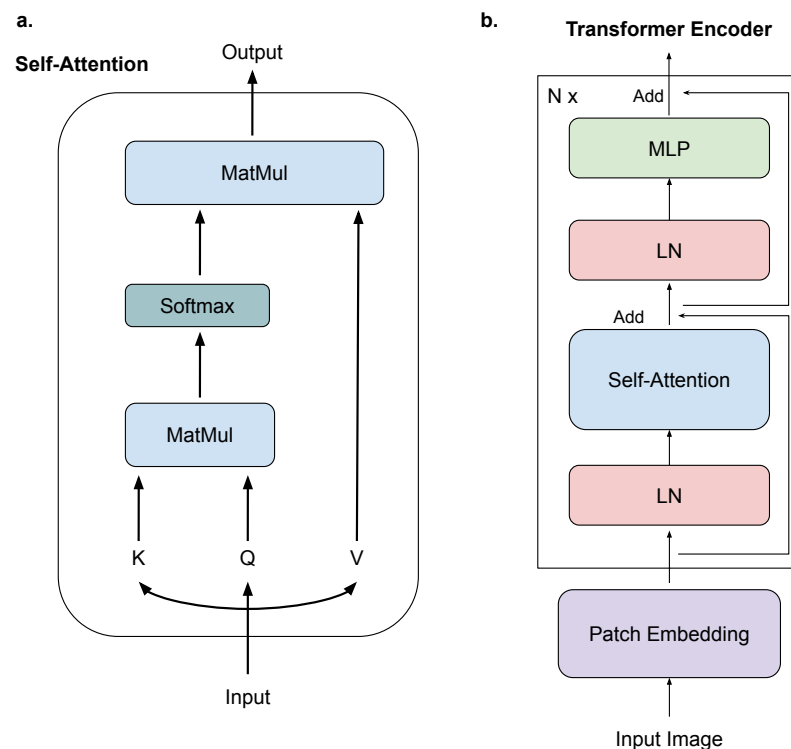 a.
Self-Attention
Output
MatMul
Softmax
MatMul
K Q V
Input
b.
Transformer Encoder
N x
Add
MLP
LN
Add
Self-Attention
LN
Patch Embedding
Input Image